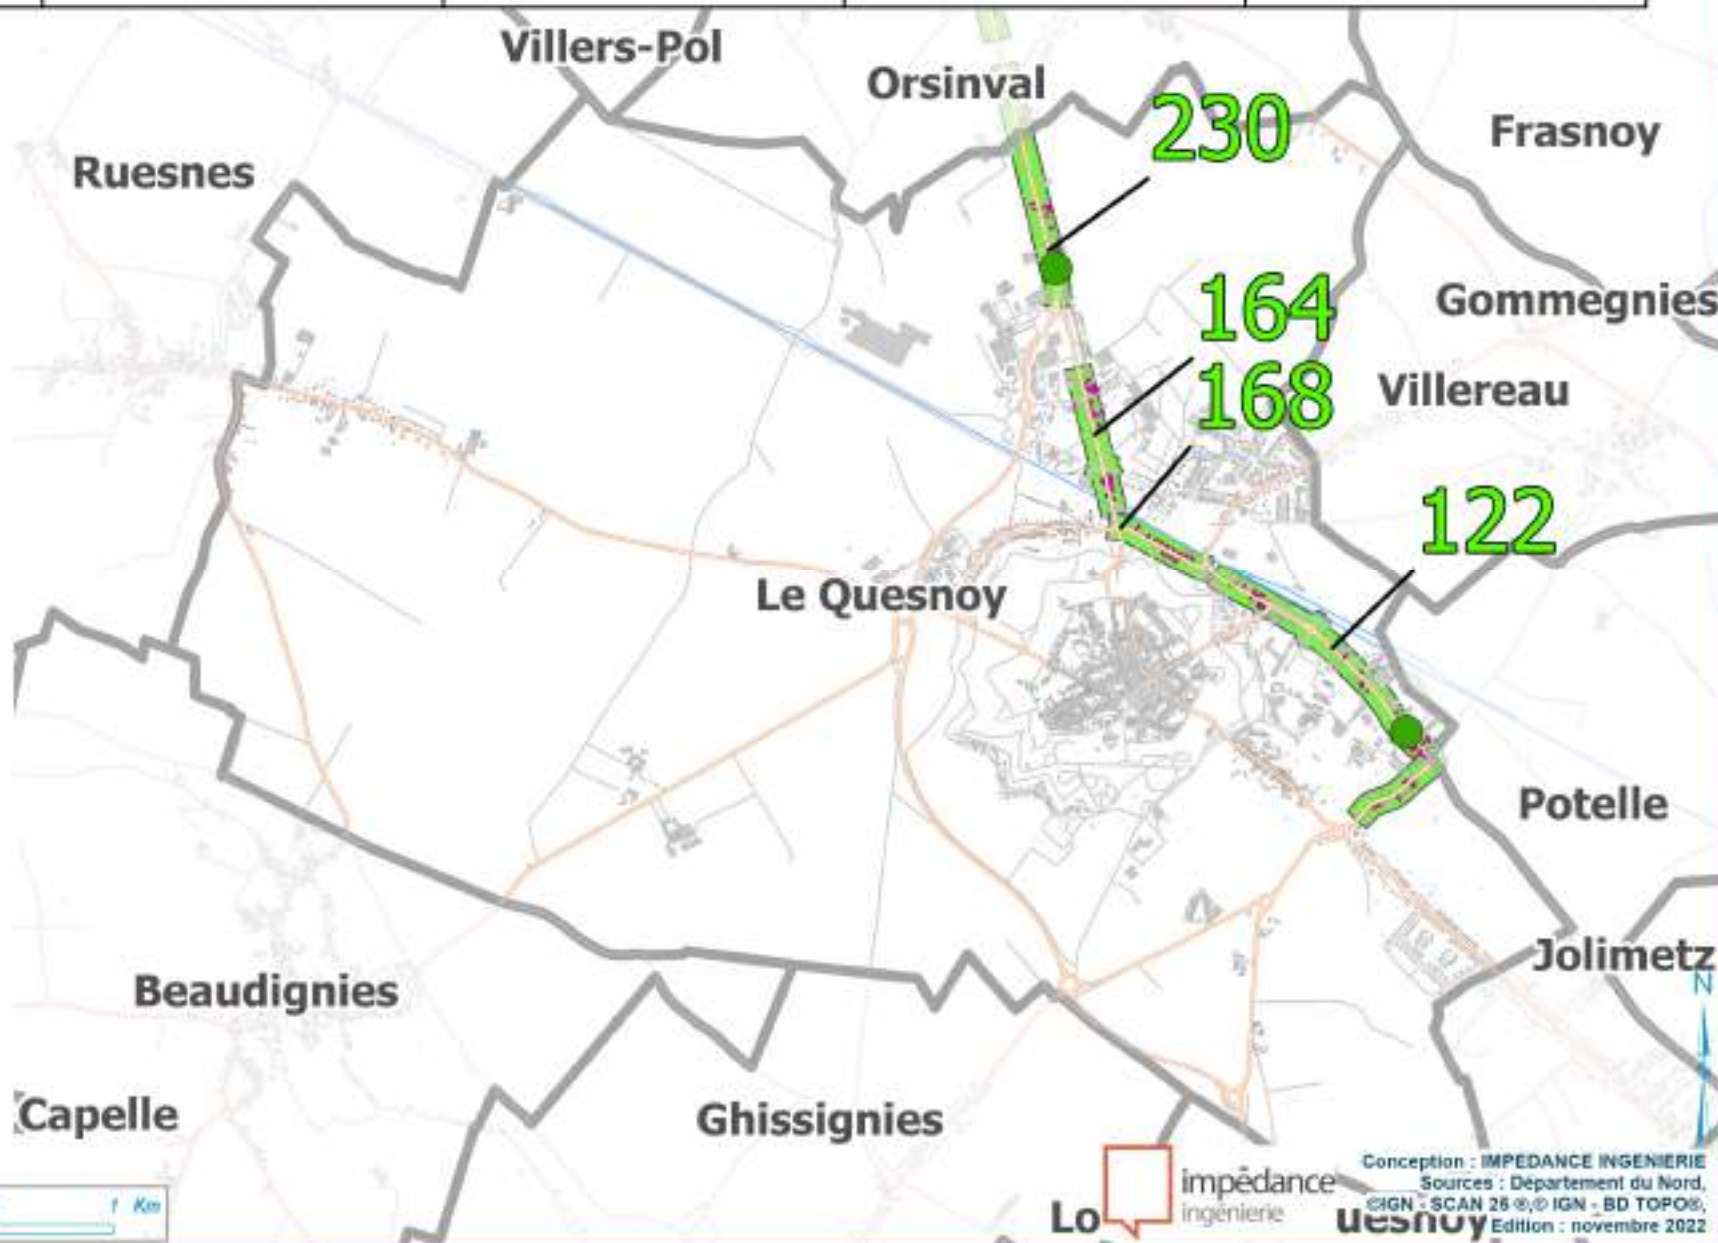 Villers-Pol
Orsinval
230
Frasnoy
Ruesnes
164
Gommegnies
168
Villereau
122
Le Quesnoy
Potelle
Jolimetz
N
Beaudignies
Capelle
Ghissignies
1 Km
impédance
ingénierie
Lo
uesnoy
Conception : IMPEDANCE INGENIERIE
Sources : Département du Nord,
©IGN - SCAN 25 ®,© IGN - BD TOPO®,
Edition : novembre 2022